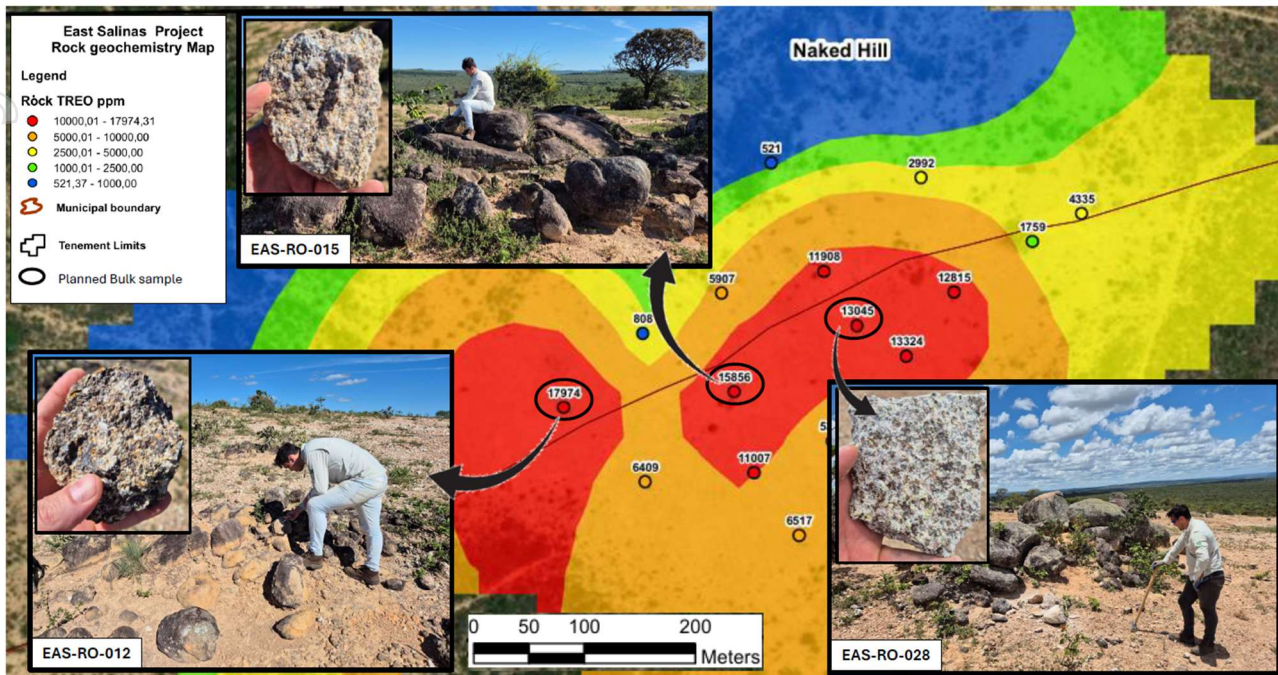 East Salinas Project
Rock geochemistry Map
Legend
Rock TREO ppm
10000,01 - 17974,31
5000,01 - 10000,00
2500,01 - 5000,00
1000,01 - 2500,00
521,37 - 1000,00
Municipal boundary
Tenement Limits
Planned Bulk sample
EAS-RO-015
Naked Hill
521
2992
4335
1759
11908
5907
12815
808
13045
13324
17974
15856
11007
6409
6517
EAS-RO-012
EAS-RO-028
0 50 100 200
Meters